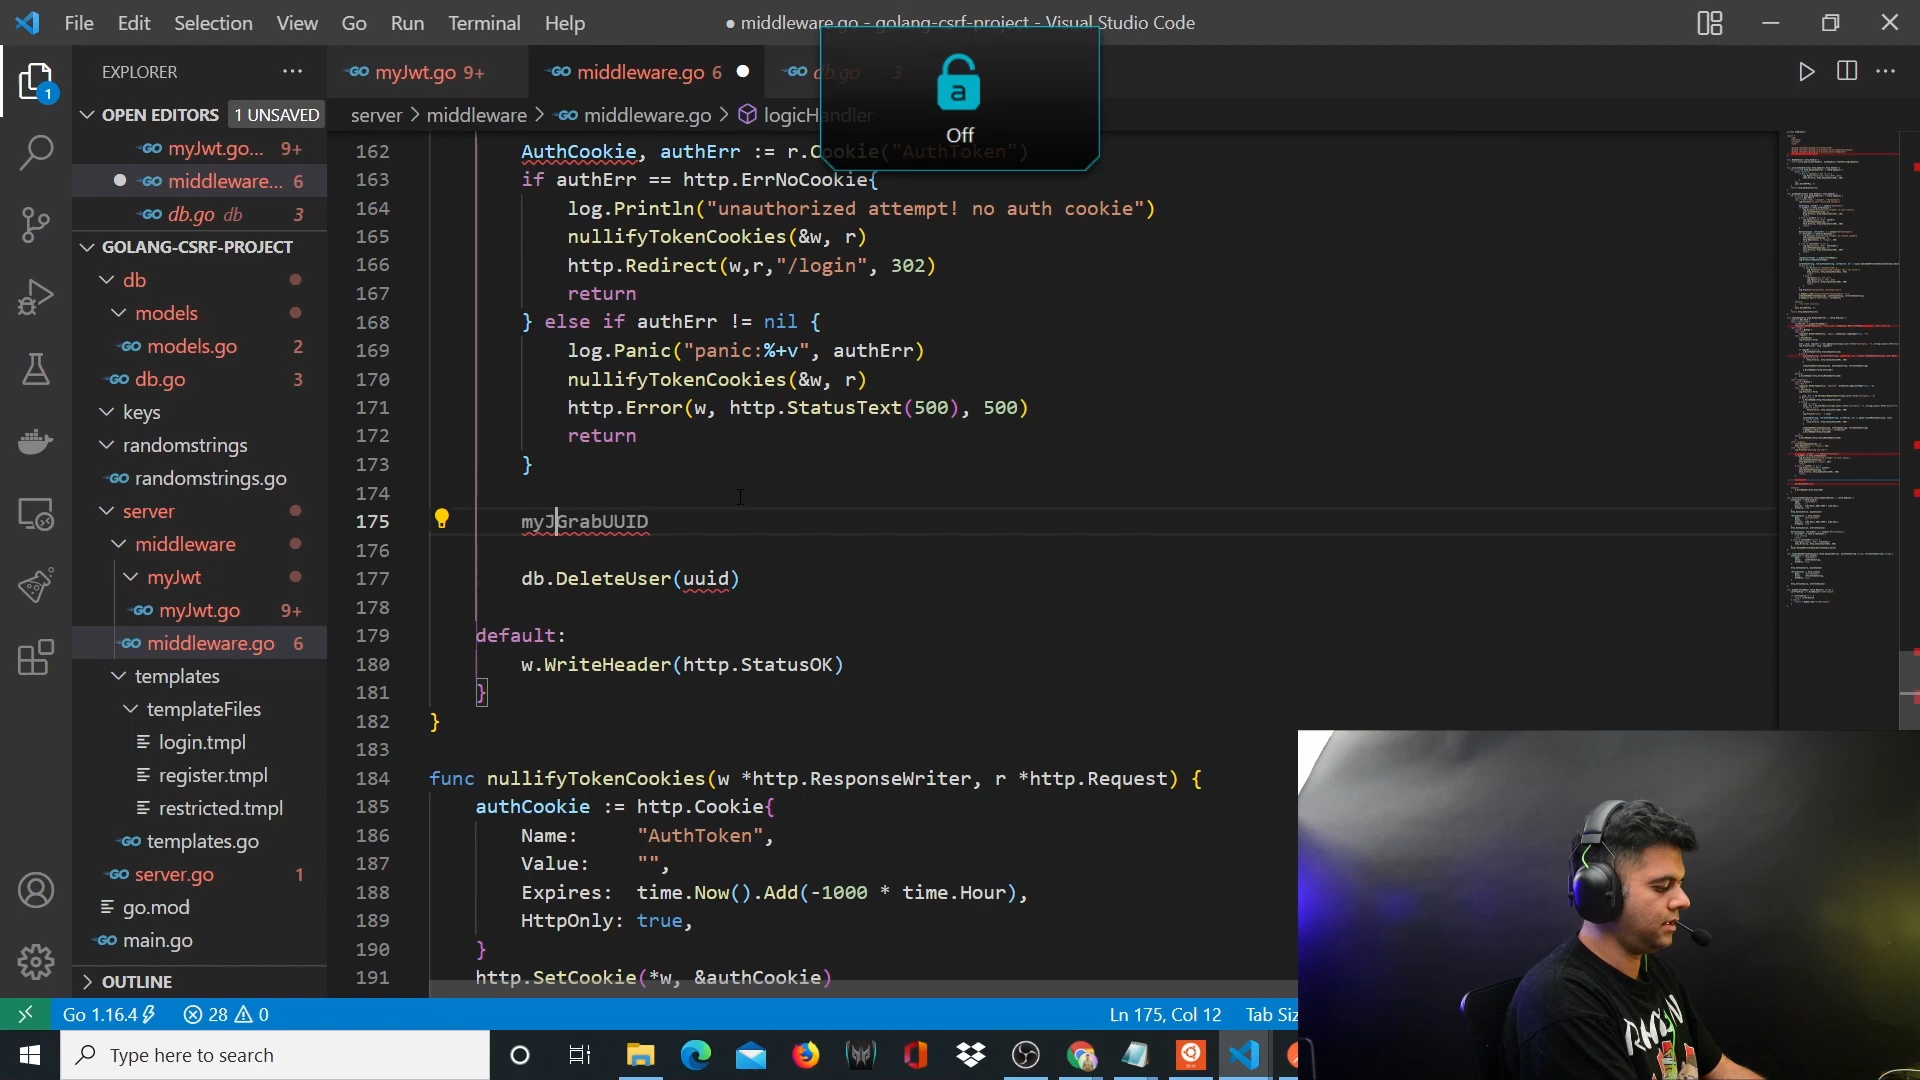 File Edit Selection View Go Run Terminal Help
● middleware.go - golang-csrf-project - Visual Studio Code
EXPLORER
myJwt.go 9+
middleware.go 6
db.go 3
OPEN EDITORS 1 UNSAVED
server > middleware > middleware.go > logicHandler
a
Off
myJwt.go... 9+
middleware... 6
db.go db 3
GOLANG-CSRF-PROJECT
db
models
models.go 2
db.go 3
keys
randomstrings
randomstrings.go
server
middleware
myJwt
myJwt.go 9+
middleware.go 6
templates
templateFiles
login.tmpl
register.tmpl
restricted.tmpl
templates.go
server.go 1
go.mod
main.go
OUTLINE
1
162 AuthCookie, authErr := r.Cookie("AuthToken")
163 if authErr == http.ErrNoCookie{
164 log.Println("unauthorized attempt! no auth cookie")
165 nullifyTokenCookies(&w, r)
166 http.Redirect(w,r,"/login", 302)
167 return
168 } else if authErr != nil {
169 log.Panic("panic:%+v", authErr)
170 nullifyTokenCookies(&w, r)
171 http.Error(w, http.StatusText(500), 500)
172 return
173 }
174
175 myJGrabUUID
176
177 db.DeleteUser(uuid)
178
179 default:
180 w.WriteHeader(http.StatusOK)
181 }
182 }
183
184 func nullifyTokenCookies(w *http.ResponseWriter, r *http.Request) {
185 authCookie := http.Cookie{
186 Name: "AuthToken",
187 Value: "",
188 Expires: time.Now().Add(-1000 * time.Hour),
189 HttpOnly: true,
190 }
191 http.SetCookie(*w, &authCookie)
Go 1.16.4 28 0
Ln 175, Col 12 Tab Siz
Type here to search